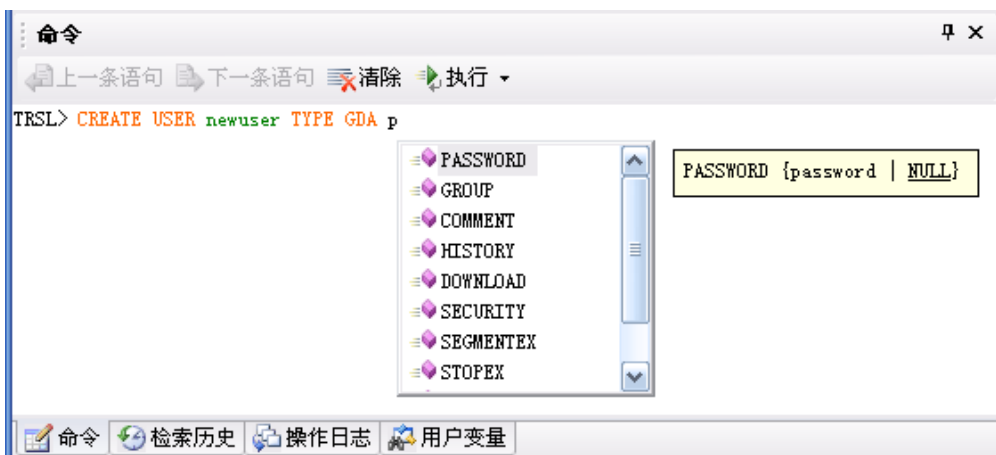 命令
上一条语句 下一条语句 清除 执行
TRSL> CREATE USER newuser TYPE GDA p
PASSWORD
GROUP
COMMENT
HISTORY
DOWNLOAD
SECURITY
SEGMENTEX
STOPEX
PASSWORD {password | NULL}
命令 检索历史 操作日志 用户变量